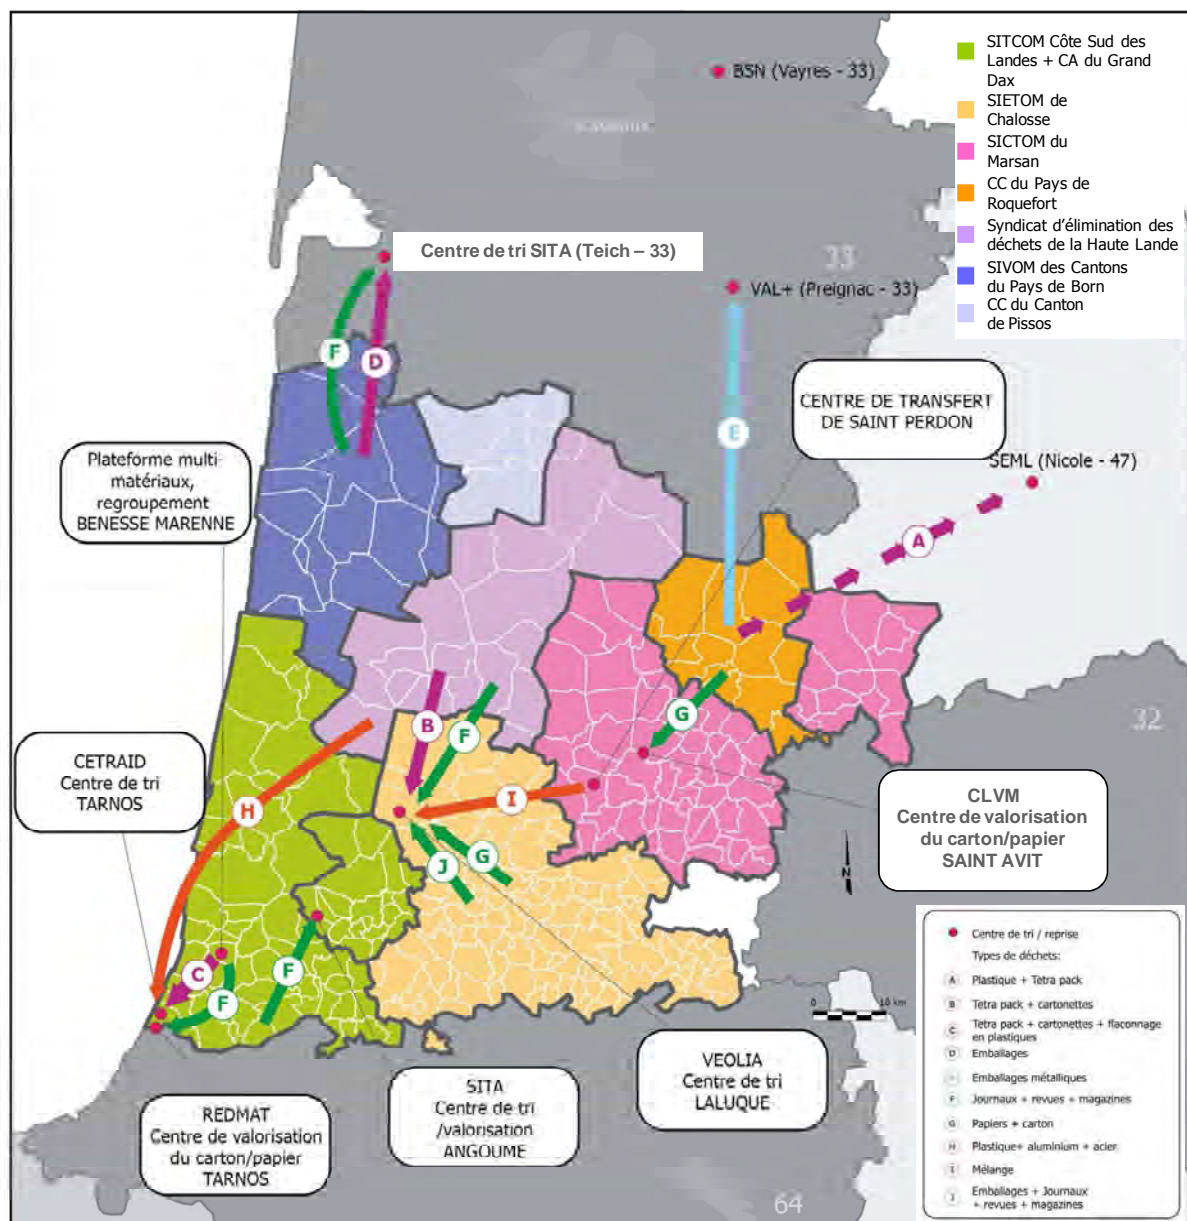 BSN (Vayres - 33)
SITCOM Côte Sud des
Landes + CA du Grand
Dax
SIETOM de
Chalosse
SICTOM du
Marsan
CC du Pays de
Roquefort
Syndicat d'élimination des
déchets de la Haute Lande
SIVOM des Cantons
du Pays de Born
CC du Canton
de Pissos
Centre de tri SITA (Teich – 33)
33
VAL+ (Preignac - 33)
F
D
E
CENTRE DE TRANSFERT
DE SAINT PERDON
Plateforme multi-
matériaux,
regroupement
BENESSE MARENNE
SEML (Nicole - 47)
A
G
B
F
32
CETRAID
Centre de tri
TARNOS
H
I
CLVM
Centre de valorisation
du carton/papier
SAINT AVIT
J
G
N
C
F
F
0 10 km
VEOLIA
Centre de tri
LALUQUE
SITA
Centre de tri
/valorisation
ANGOUME
REDMAT
Centre de valorisation
du carton/papier
TARNOS
64
Centre de tri / reprise
Types de déchets:
A Plastique + Tétra pack
B Tetra pack + cartonettes
C Tetra pack + cartonettes + flaconnage
en plastiques
D Emballages
Emballages métalliques
F Journaux + revues + magazines
G Papiers + carton
H Plastique+ aluminium + acier
I Mélange
J Emballages + Journaux
+ revues + magazines